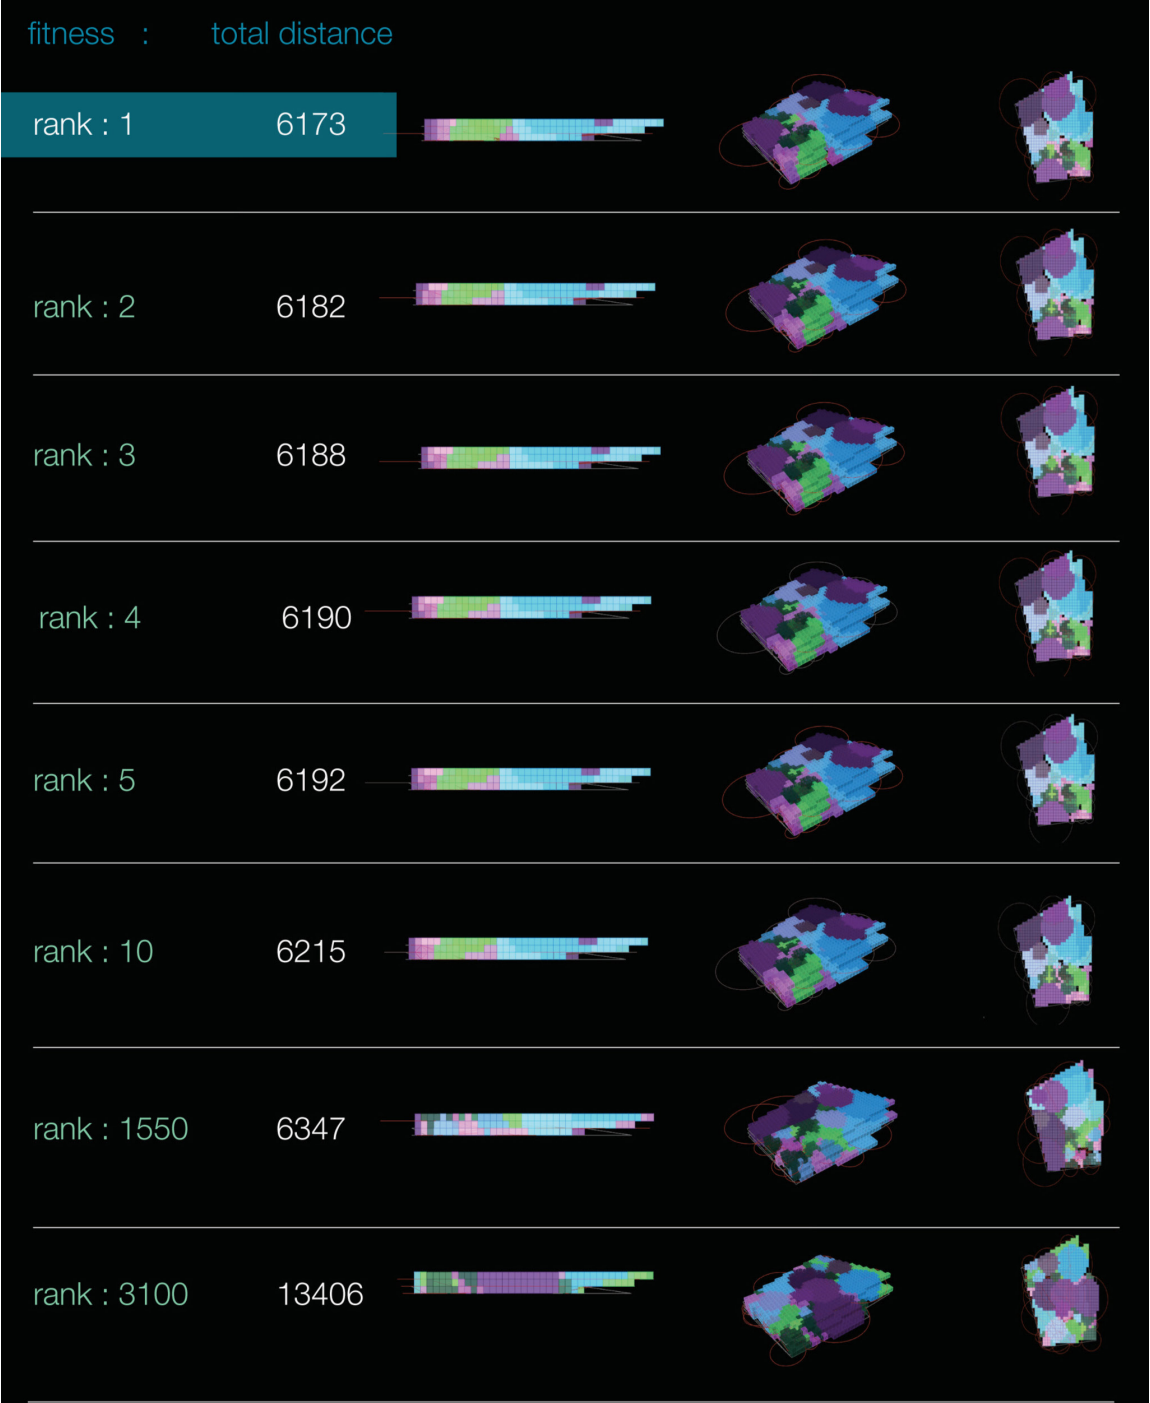 fitness : total distance
rank : 1 6173
rank : 2 6182
rank : 3 6188
rank : 4 6190
rank : 5 6192
rank : 10 6215
rank : 1550 6347
rank : 3100 13406